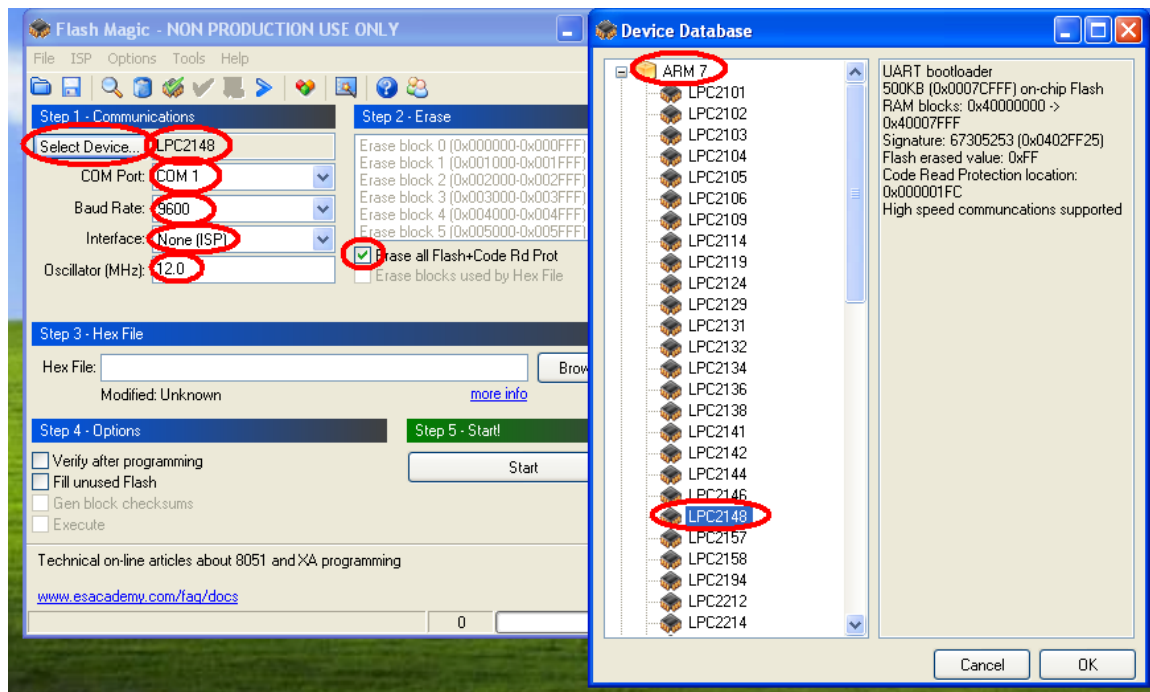 Flash Magic - NON PRODUCTION USE ONLY
File ISP Options Tools Help
Step 1 - Communications
Select Device... LPC2148
COM Port: COM 1
Baud Rate: 9600
Interface: None (ISP)
Oscillator (MHz): 12.0
Step 2 - Erase
Erase block 0 (0x000000-0x000FFF)
Erase block 1 (0x001000-0x001FFF)
Erase block 2 (0x002000-0x002FFF)
Erase block 3 (0x003000-0x003FFF)
Erase block 4 (0x004000-0x004FFF)
Erase block 5 (0x005000-0x005FFF)
Erase all Flash+Code Rd Prot
Erase blocks used by Hex File
Step 3 - Hex File
Hex File:
Brow
Modified: Unknown
more info
Step 4 - Options
Verify after programming
Fill unused Flash
Gen block checksums
Execute
Step 5 - Start!
Start
Technical on-line articles about 8051 and XA programming
www.esacademy.com/faq/docs
0
Device Database
ARM 7
LPC2101
LPC2102
LPC2103
LPC2104
LPC2105
LPC2106
LPC2109
LPC2114
LPC2119
LPC2124
LPC2129
LPC2131
LPC2132
LPC2134
LPC2136
LPC2138
LPC2141
LPC2142
LPC2144
LPC2146
LPC2148
LPC2157
LPC2158
LPC2194
LPC2212
LPC2214
UART bootloader
500KB (0x0007CFFF) on-chip Flash
RAM blocks: 0x40000000 ->
0x40007FFF
Signature: 67305253 (0x0402FF25)
Flash erased value: 0xFF
Code Read Protection location:
0x000001FC
High speed communcations supported
Cancel
OK